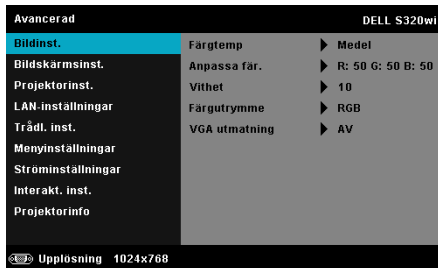 Avancerad DELL S320wi
Bildinst.
Bildskärmsinst.
Projektorinst.
LAN-inställningar
Trådl. inst.
Menyinställningar
Ströminställningar
Interakt. inst.
Projektorinfo
Färgtemp Medel
Anpassa fär. R: 50 G: 50 B: 50
Vithet 10
Färgutrymme RGB
VGA utmatning AV
Upplösning 1024x768